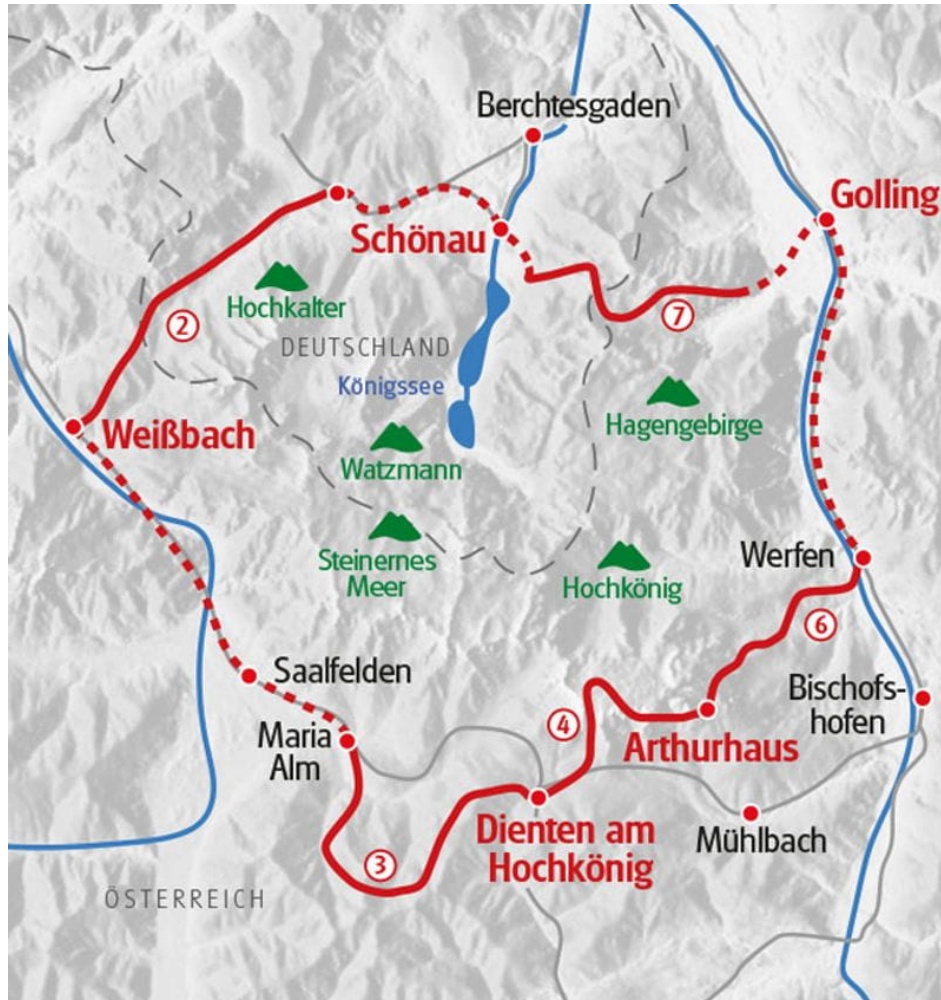 Berchtesgaden
Golling
Schönau
Hochkalter
②
⑦
DEUTSCHLAND
Königssee
Hagengebirge
Weißbach
Watzmann
Steinernes
Meer
Werfen
Hochkönig
⑥
Saalfelden
Bischofs-
hofen
④
Maria
Alm
Arthurhaus
Dienten am
Hochkönig
Mühlbach
③
ÖSTERREICH